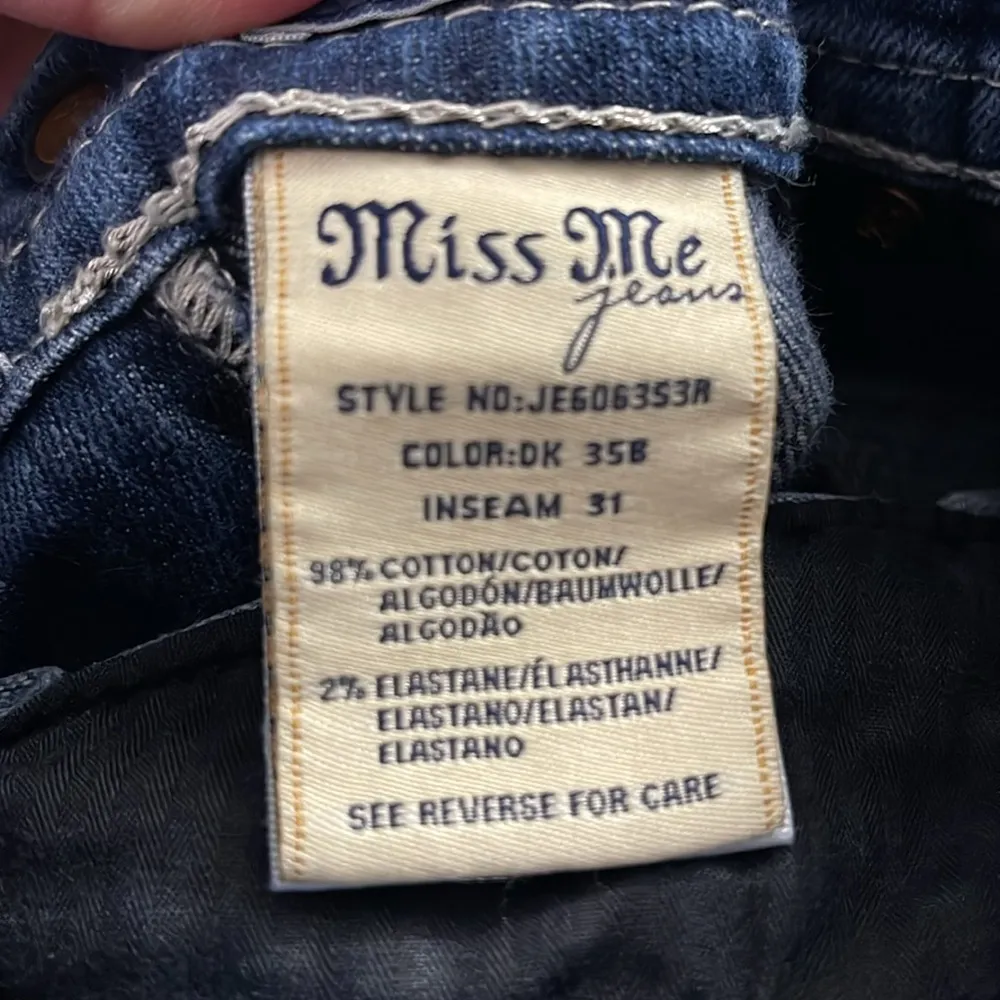 Miss Me
jeans
STYLE NO:JE6063S3R
COLOR:DK 35B
INSEAM 31
98% COTTON/COTON/
ALGODÓN/BAUMWOLLE/
ALGODÃO
2% ELASTANE/ÉLASTHANNE/
ELASTANO/ELASTAN/
ELASTANO
SEE REVERSE FOR CARE